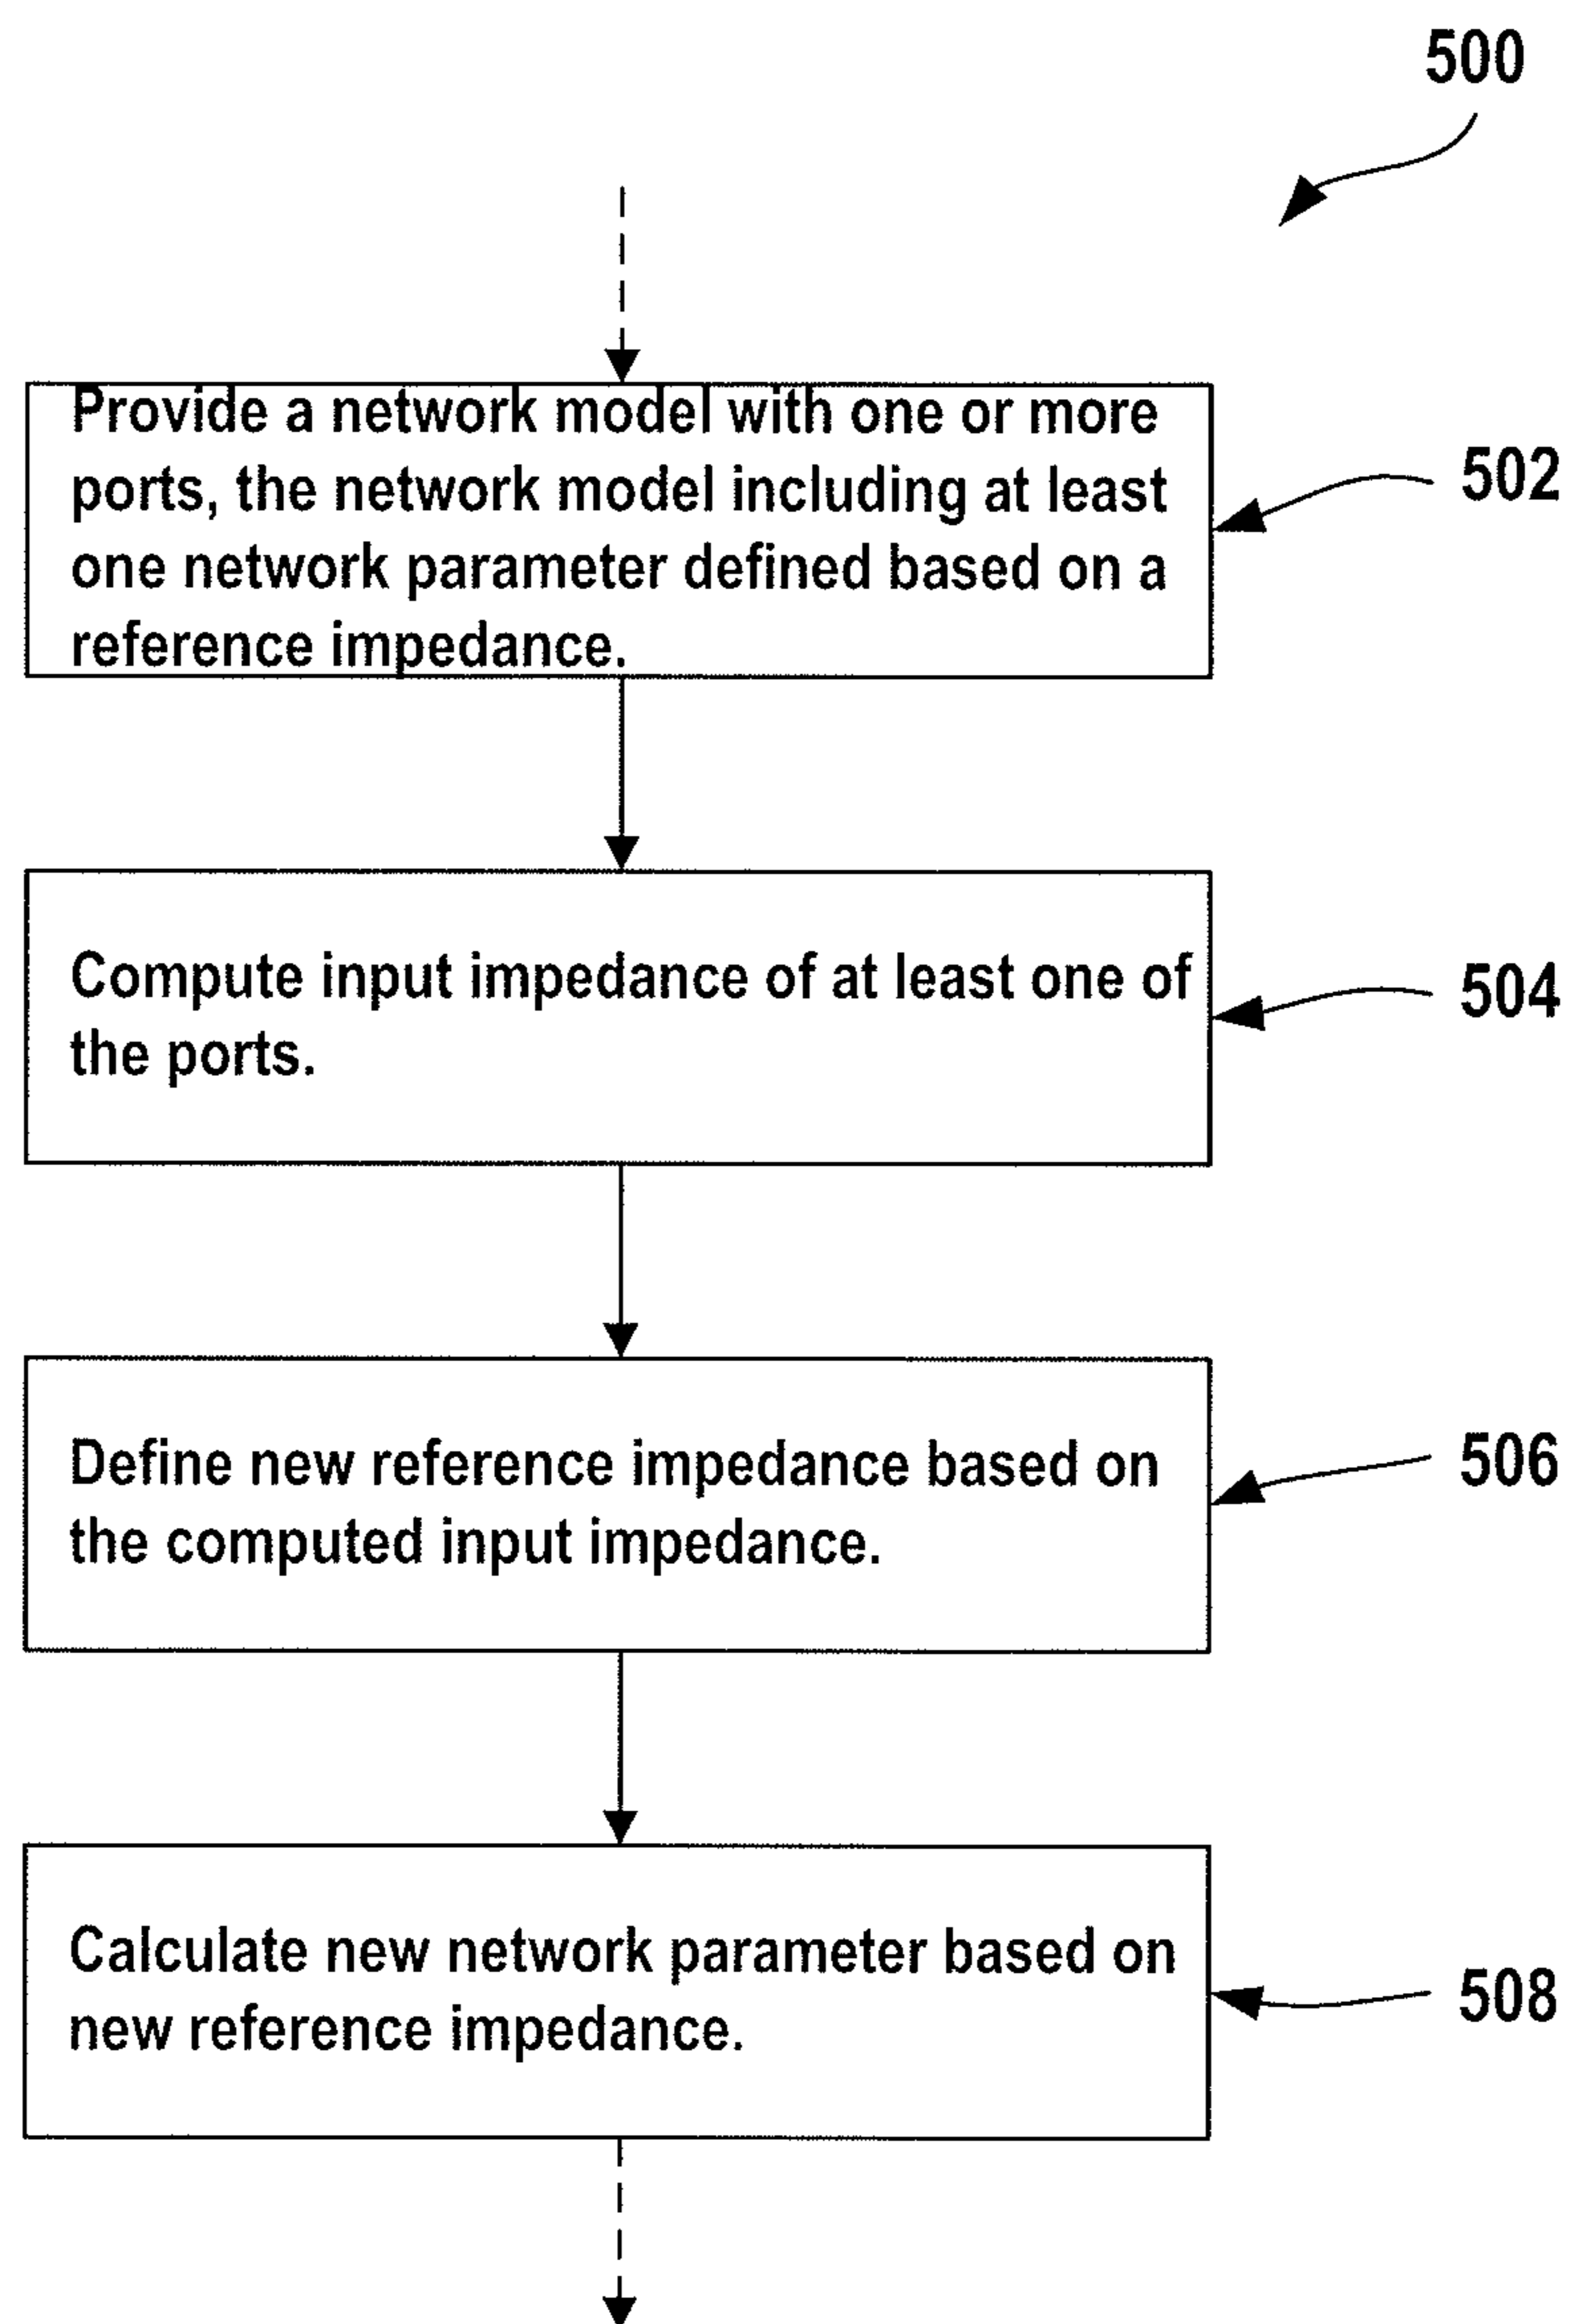 500
Provide a network model with one or more
ports, the network model including at least
one network parameter defined based on a
reference impedance.
502
Compute input impedance of at least one of
the ports.
504
Define new reference impedance based on
the computed input impedance.
506
Calculate new network parameter based on
new reference impedance.
508